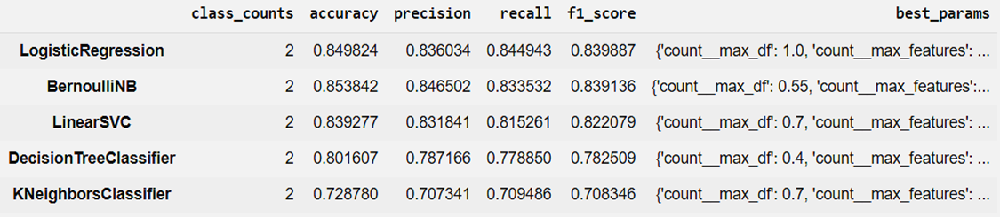 class_counts accuracy precision recall f1_score best_params
LogisticRegression 2 0.849824 0.836034 0.844943 0.839887 {'count__max_df': 1.0, 'count__max_features': ...
BernoulliNB 2 0.853842 0.846502 0.833532 0.839136 {'count__max_df': 0.55, 'count__max_features':...
LinearSVC 2 0.839277 0.831841 0.815261 0.822079 {'count__max_df': 0.7, 'count__max_features': ...
DecisionTreeClassifier 2 0.801607 0.787166 0.778850 0.782509 {'count__max_df': 0.4, 'count__max_features': ...
KNeighborsClassifier 2 0.728780 0.707341 0.709486 0.708346 {'count__max_df': 0.7, 'count__max_features': ...